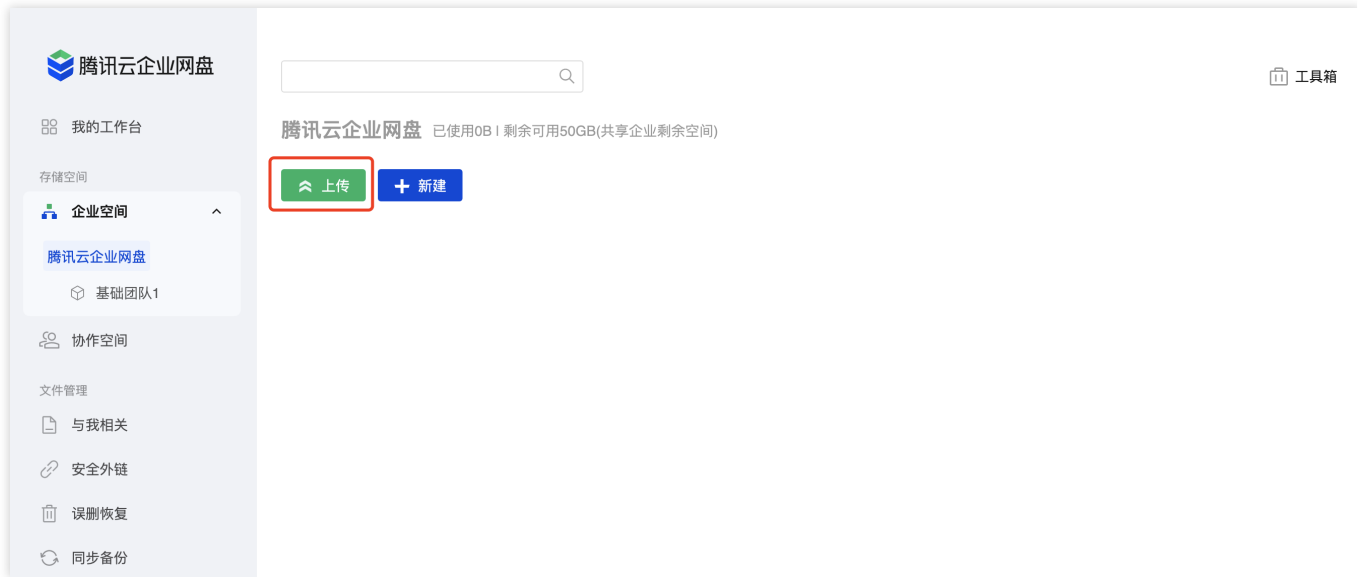 腾讯云企业网盘
我的工作台
存储空间
企业空间
腾讯云企业网盘
基础团队1
协作空间
文件管理
与我相关
安全外链
误删恢复
同步备份
工具箱
腾讯云企业网盘 已使用0B | 剩余可用50GB(共享企业剩余空间)
上传 新建